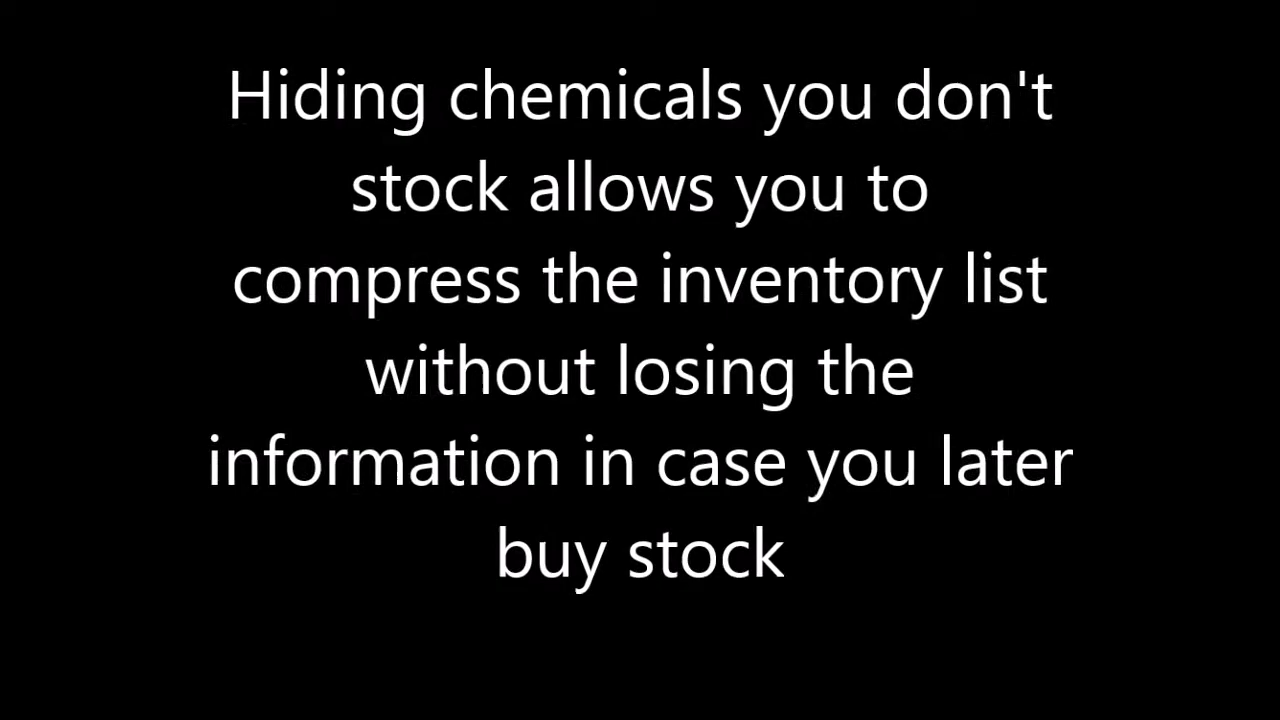 Hiding chemicals you don't
stock allows you to
compress the inventory list
without losing the
information in case you later
buy stock